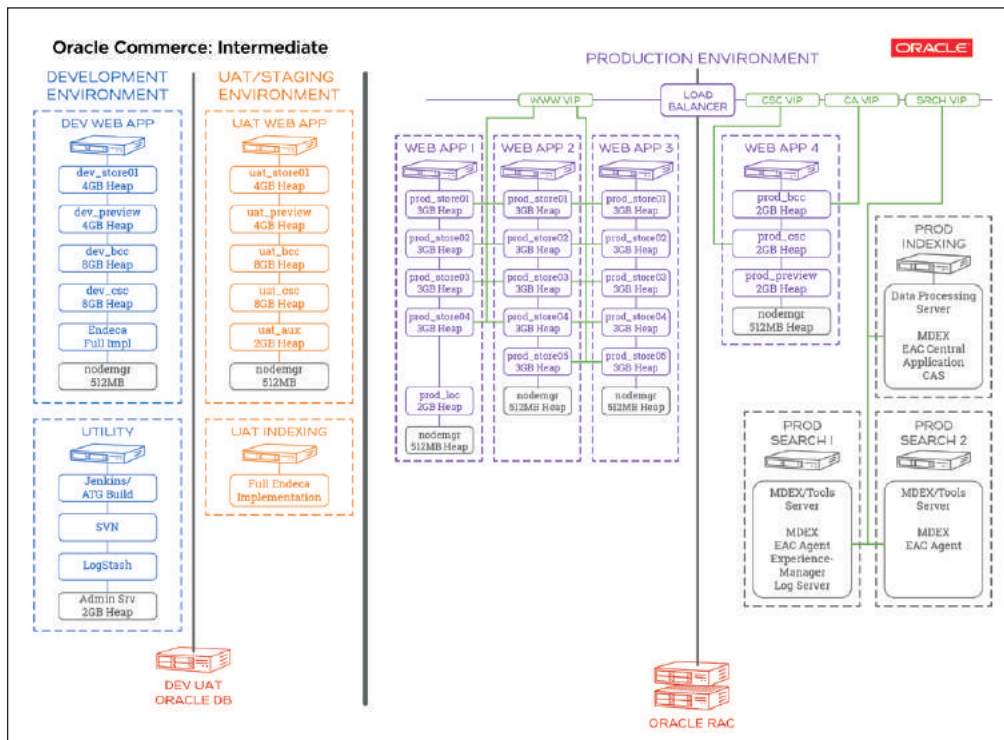 Oracle Commerce: Intermediate
ORACLE
DEVELOPMENT
ENVIRONMENT
DEV WEB APP
dev_store01
4GB Heap
dev_preview
4GB Heap
dev_bcc
8GB Heap
dev_csc
8GB Heap
Endeca
Full Impl
nodemgr
512MB
UTILITY
Jenkins/
ATG Build
SVN
LogStash
Admin Srv
2GB Heap
UAT/STAGING
ENVIRONMENT
UAT WEB APP
uat_store01
4GB Heap
uat_preview
4GB Heap
uat_bcc
8GB Heap
uat_csc
8GB Heap
uat_aux
2GB Heap
nodemgr
512MB
UAT INDEXING
Full Endeca
Implementation
DEV UAT
ORACLE DB
PRODUCTION ENVIRONMENT
WWW VIP
LOAD
BALANCER
CSC VIP
CA VIP
SRCH VIP
WEB APP 1
prod_store01
3GB Heap
prod_store02
3GB Heap
prod_store03
3GB Heap
prod_store04
3GB Heap
prod_loc
2GB Heap
nodemgr
512MB Heap
WEB APP 2
prod_store01
3GB Heap
prod_store02
3GB Heap
prod_store03
3GB Heap
prod_store04
3GB Heap
prod_store05
3GB Heap
nodemgr
512MB Heap
WEB APP 3
prod_store01
3GB Heap
prod_store02
3GB Heap
prod_store03
3GB Heap
prod_store04
3GB Heap
prod_store05
3GB Heap
nodemgr
512MB Heap
WEB APP 4
prod_bcc
2GB Heap
prod_csc
2GB Heap
prod_preview
2GB Heap
nodemgr
512MB Heap
PROD
INDEXING
Data Processing
Server
MDEX
EAC Central
Application
CAS
PROD
SEARCH 1
MDEX/Tools
Server
MDEX
EAC Agent
Experience-
Manager
Log Server
PROD
SEARCH 2
MDEX/Tools
Server
MDEX
EAC Agent
ORACLE RAC